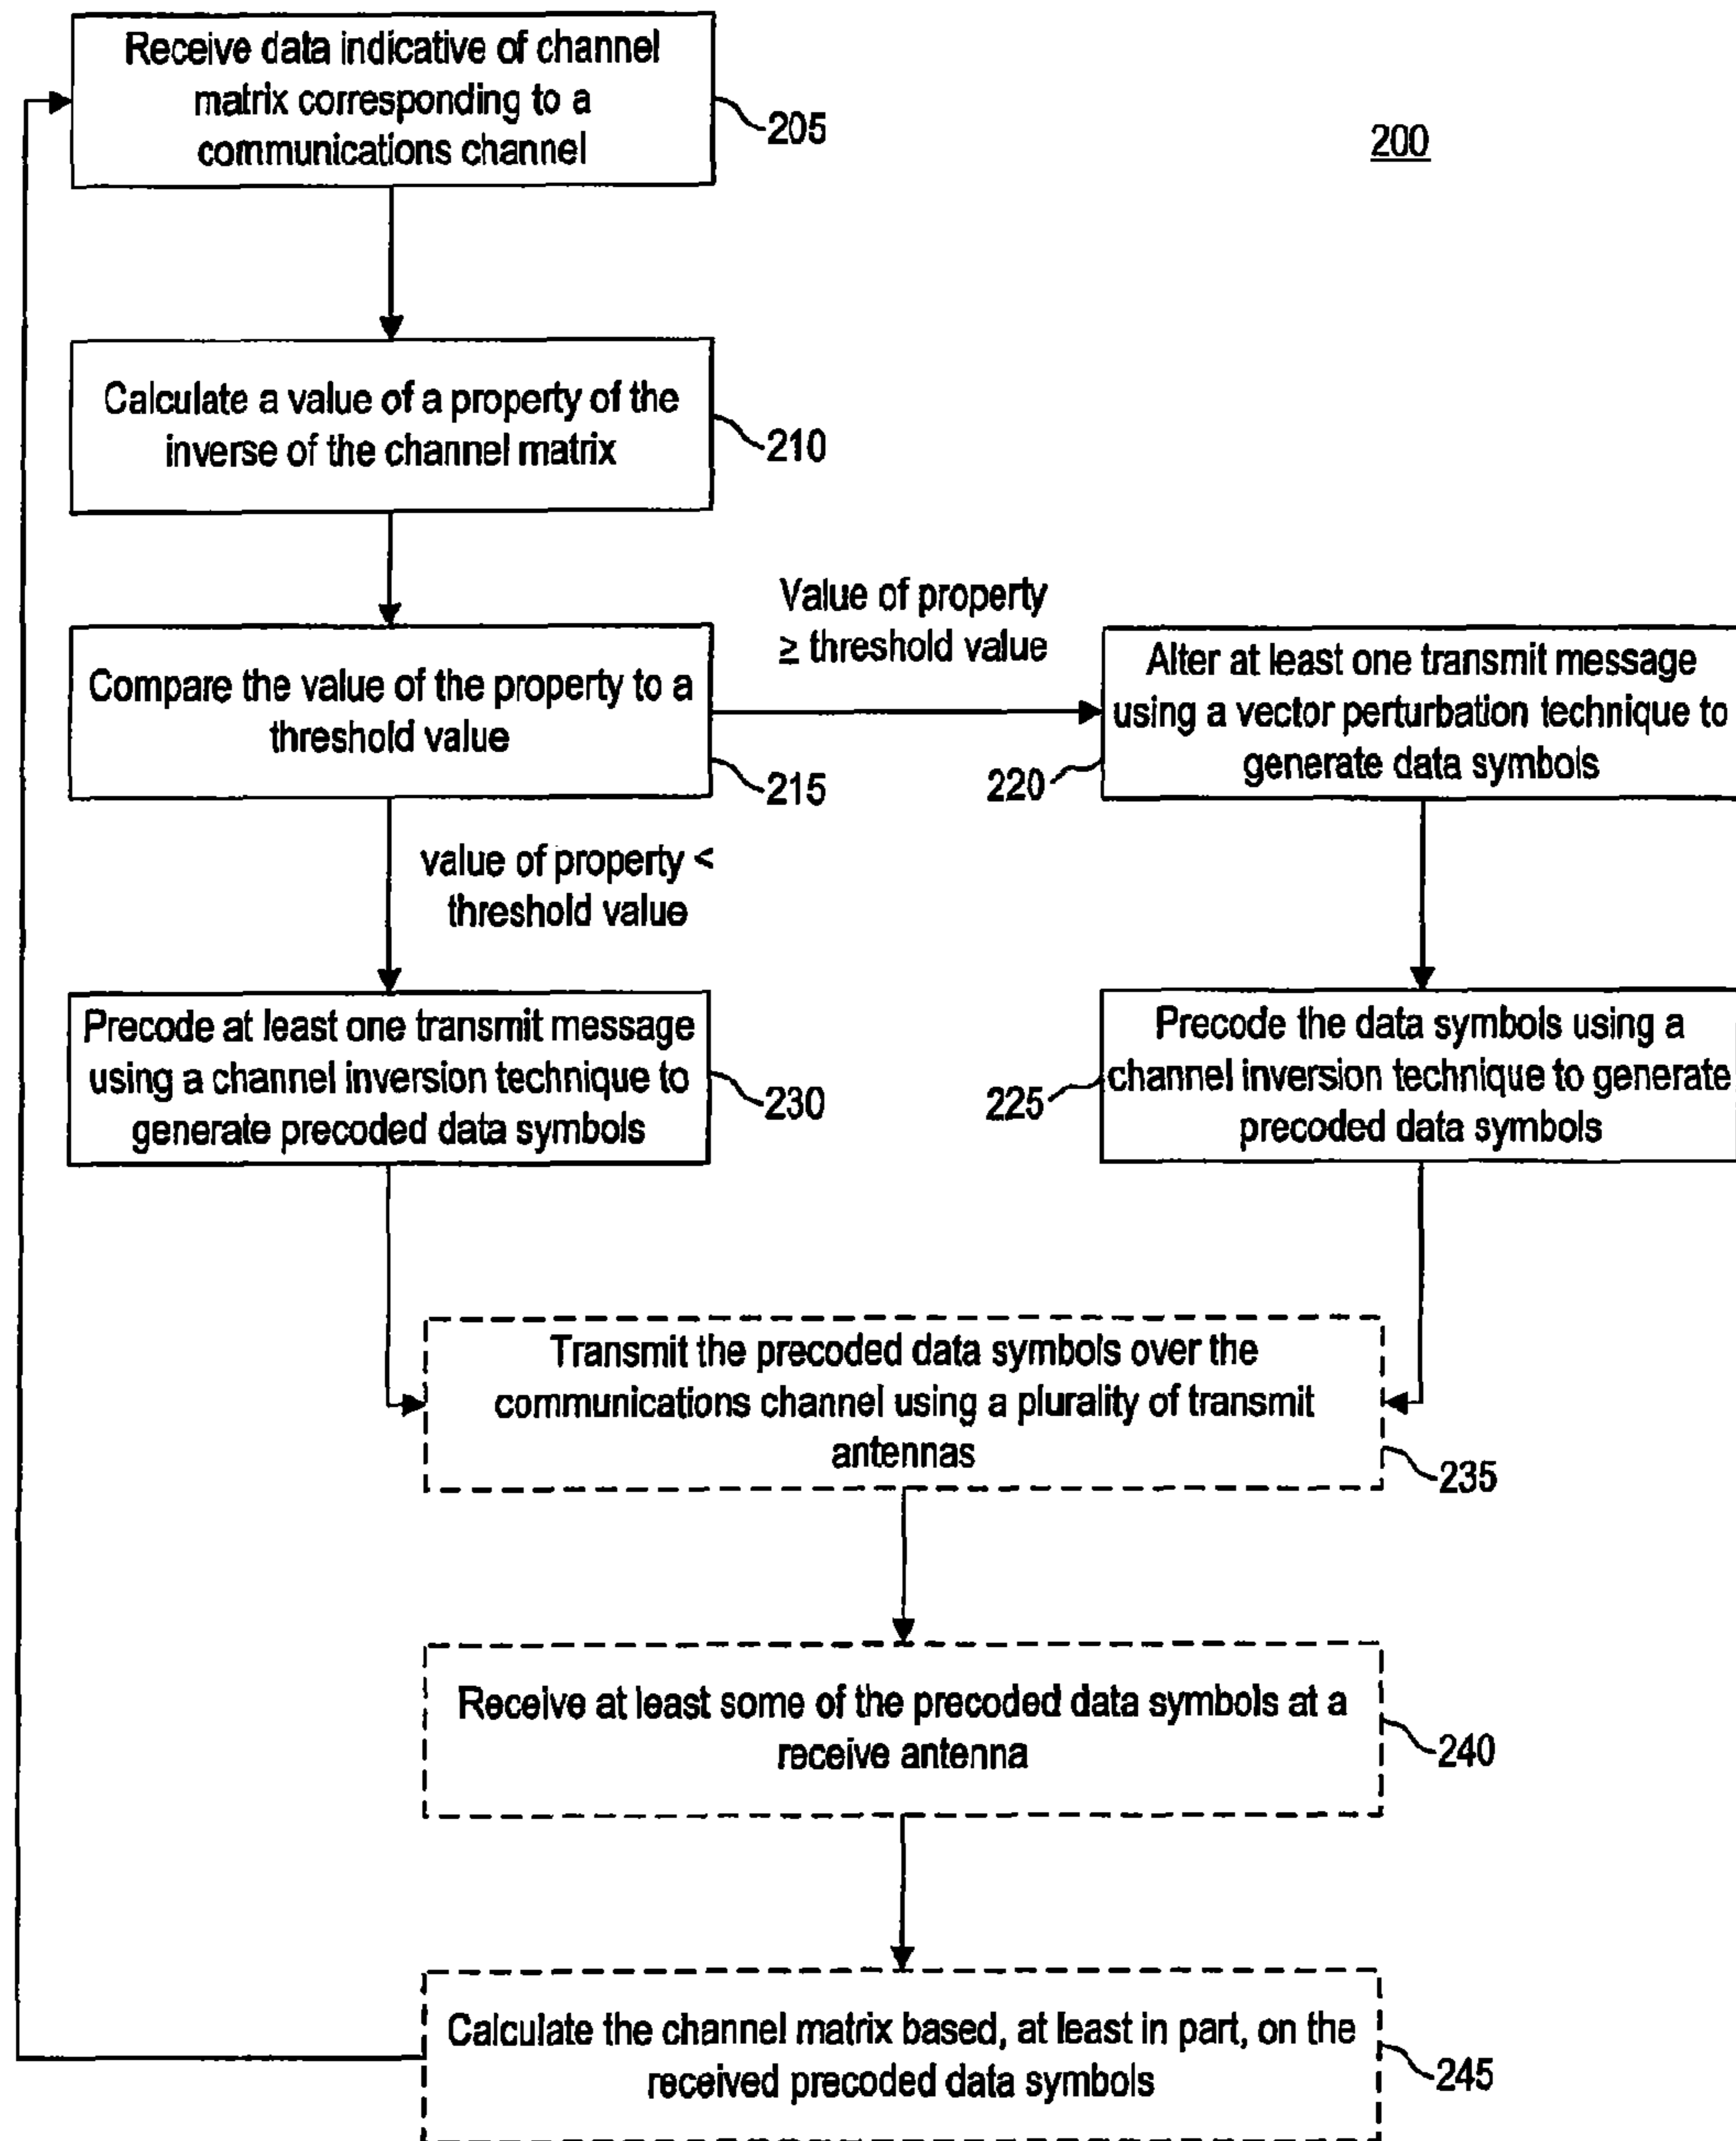 Receive data indicative of channel
matrix corresponding to a
communications channel
205
200
Calculate a value of a property of the
inverse of the channel matrix
210
Compare the value of the property to a
threshold value
215
Value of property
≥ threshold value
Alter at least one transmit message
using a vector perturbation technique to
generate data symbols
220
value of property <
threshold value
Precode at least one transmit message
using a channel inversion technique to
generate precoded data symbols
230
Precode the data symbols using a
channel inversion technique to generate
precoded data symbols
225
Transmit the precoded data symbols over the
communications channel using a plurality of transmit
antennas
235
Receive at least some of the precoded data symbols at a
receive antenna
240
Calculate the channel matrix based, at least in part, on the
received precoded data symbols
245